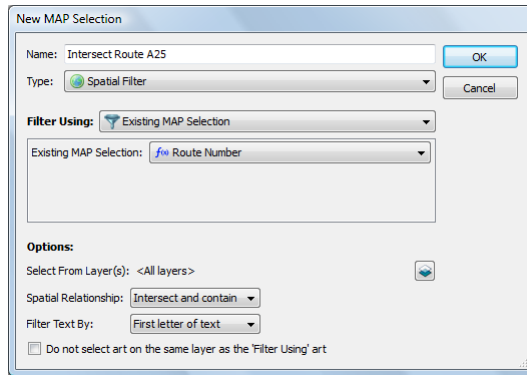 New MAP Selection
Name: Intersect Route A25
OK
Type: Spatial Filter
Cancel
Filter Using: Existing MAP Selection
Existing MAP Selection: f(x) Route Number
Options:
Select From Layer(s): <All layers>
Spatial Relationship: Intersect and contain
Filter Text By: First letter of text
Do not select art on the same layer as the 'Filter Using' art